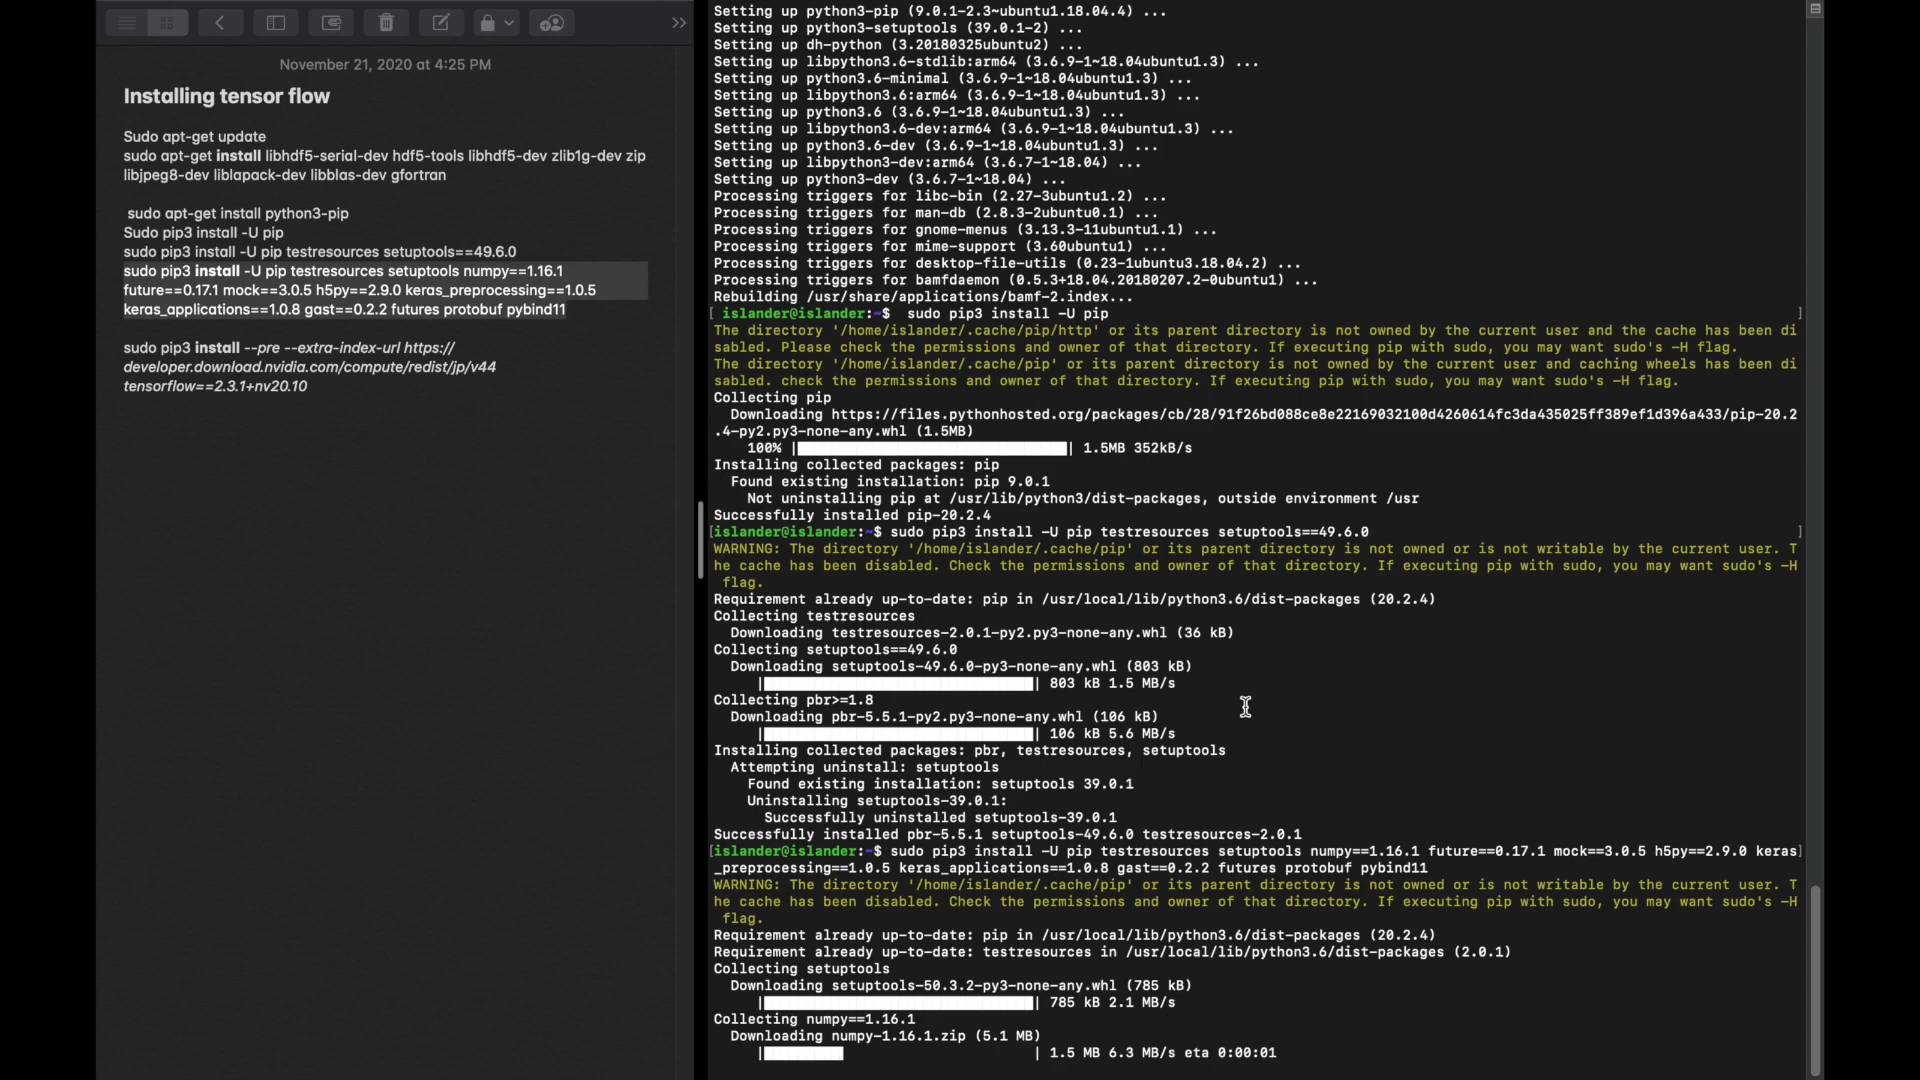 November 21, 2020 at 4:25 PM
Installing tensor flow
Sudo apt-get update
sudo apt-get install libhdf5-serial-dev hdf5-tools libhdf5-dev zlib1g-dev zip
libjpeg8-dev liblapack-dev libblas-dev gfortran
sudo apt-get install python3-pip
Sudo pip3 install -U pip
sudo pip3 install -U pip testresources setuptools==49.6.0
sudo pip3 install -U pip testresources setuptools numpy==1.16.1
future==0.17.1 mock==3.0.5 h5py==2.9.0 keras_preprocessing==1.0.5
keras_applications==1.0.8 gast==0.2.2 futures protobuf pybind11
sudo pip3 install --pre --extra-index-url https://
developer.download.nvidia.com/compute/redist/jp/v44
tensorflow==2.3.1+nv20.10
Setting up python3-pip (9.0.1-2.3~ubuntu1.18.04.4) ...
Setting up python3-setuptools (39.0.1-2) ...
Setting up dh-python (3.20180325ubuntu2) ...
Setting up libpython3.6-stdlib:arm64 (3.6.9-1~18.04ubuntu1.3) ...
Setting up python3.6-minimal (3.6.9-1~18.04ubuntu1.3) ...
Setting up libpython3.6:arm64 (3.6.9-1~18.04ubuntu1.3) ...
Setting up python3.6 (3.6.9-1~18.04ubuntu1.3) ...
Setting up libpython3.6-dev:arm64 (3.6.9-1~18.04ubuntu1.3) ...
Setting up python3.6-dev (3.6.9-1~18.04ubuntu1.3) ...
Setting up libpython3-dev:arm64 (3.6.7-1~18.04) ...
Setting up python3-dev (3.6.7-1~18.04) ...
Processing triggers for libc-bin (2.27-3ubuntu1.2) ...
Processing triggers for man-db (2.8.3-2ubuntu0.1) ...
Processing triggers for gnome-menus (3.13.3-11ubuntu1.1) ...
Processing triggers for mime-support (3.60ubuntu1) ...
Processing triggers for desktop-file-utils (0.23-1ubuntu3.18.04.2) ...
Processing triggers for bamfdaemon (0.5.3+18.04.20180207.2-0ubuntu1) ...
Rebuilding /usr/share/applications/bamf-2.index...
[ islander@islander:~$  sudo pip3 install -U pip ]
The directory '/home/islander/.cache/pip/http' or its parent directory is not owned by the current user and the cache has been di
sabled. Please check the permissions and owner of that directory. If executing pip with sudo, you may want sudo's -H flag.
The directory '/home/islander/.cache/pip' or its parent directory is not owned by the current user and caching wheels has been di
sabled. check the permissions and owner of that directory. If executing pip with sudo, you may want sudo's -H flag.
Collecting pip
Downloading https://files.pythonhosted.org/packages/cb/28/91f26bd088ce8e22169032100d4260614fc3da435025ff389ef1d396a433/pip-20.2
.4-py2.py3-none-any.whl (1.5MB)
100% | | 1.5MB 352kB/s
Installing collected packages: pip
Found existing installation: pip 9.0.1
Not uninstalling pip at /usr/lib/python3/dist-packages, outside environment /usr
Successfully installed pip-20.2.4
[islander@islander:~$ sudo pip3 install -U pip testresources setuptools==49.6.0 ]
WARNING: The directory '/home/islander/.cache/pip' or its parent directory is not owned or is not writable by the current user. T
he cache has been disabled. Check the permissions and owner of that directory. If executing pip with sudo, you may want sudo's -H
flag.
Requirement already up-to-date: pip in /usr/local/lib/python3.6/dist-packages (20.2.4)
Collecting testresources
Downloading testresources-2.0.1-py2.py3-none-any.whl (36 kB)
Collecting setuptools==49.6.0
Downloading setuptools-49.6.0-py3-none-any.whl (803 kB)
| | 803 kB 1.5 MB/s
Collecting pbr>=1.8
Downloading pbr-5.5.1-py2.py3-none-any.whl (106 kB)
| | 106 kB 5.6 MB/s
Installing collected packages: pbr, testresources, setuptools
Attempting uninstall: setuptools
Found existing installation: setuptools 39.0.1
Uninstalling setuptools-39.0.1:
Successfully uninstalled setuptools-39.0.1
Successfully installed pbr-5.5.1 setuptools-49.6.0 testresources-2.0.1
[islander@islander:~$ sudo pip3 install -U pip testresources setuptools numpy==1.16.1 future==0.17.1 mock==3.0.5 h5py==2.9.0 keras]
_preprocessing==1.0.5 keras_applications==1.0.8 gast==0.2.2 futures protobuf pybind11
WARNING: The directory '/home/islander/.cache/pip' or its parent directory is not owned or is not writable by the current user. T
he cache has been disabled. Check the permissions and owner of that directory. If executing pip with sudo, you may want sudo's -H
flag.
Requirement already up-to-date: pip in /usr/local/lib/python3.6/dist-packages (20.2.4)
Requirement already up-to-date: testresources in /usr/local/lib/python3.6/dist-packages (2.0.1)
Collecting setuptools
Downloading setuptools-50.3.2-py3-none-any.whl (785 kB)
| | 785 kB 2.1 MB/s
Collecting numpy==1.16.1
Downloading numpy-1.16.1.zip (5.1 MB)
| | 1.5 MB 6.3 MB/s eta 0:00:01